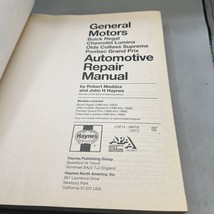 General
Motors
Buick Regal
Chevrolet Lumina
Olds Cutlass Supreme
Pontiac Grand Prix
Automotive
Repair
Manual
by Robert Maddox
and John H Haynes
Models covered:
Haynes
Haynes Publishing Group
Sparkford Nr Yeovil
Somerset BA22 7JJ England
Haynes North America, Inc
861 Lawrence Drive
Newbury Park
California 91320 USA